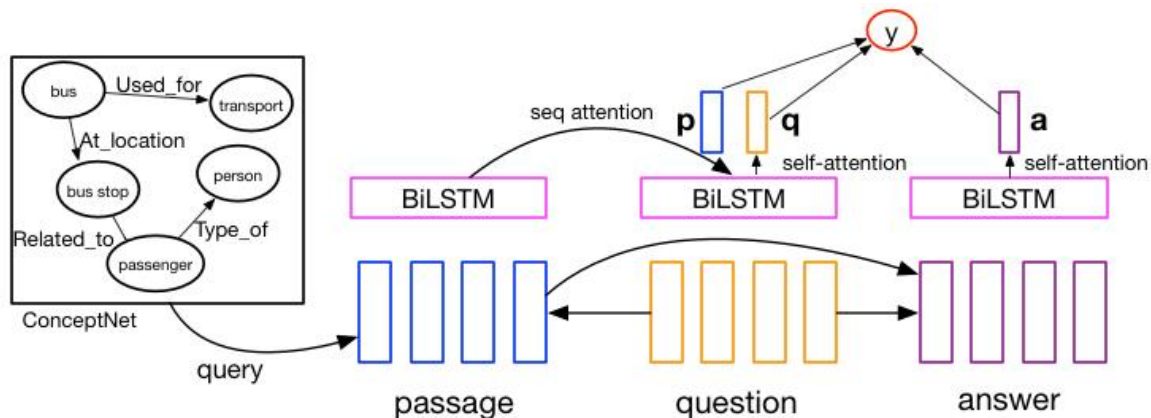 bus
Used_for
transport
At_location
bus stop
person
Related_to
Type_of
passenger
ConceptNet
query
y
seq attention
p
q
a
self-attention
self-attention
BiLSTM
BiLSTM
BiLSTM
passage
question
answer